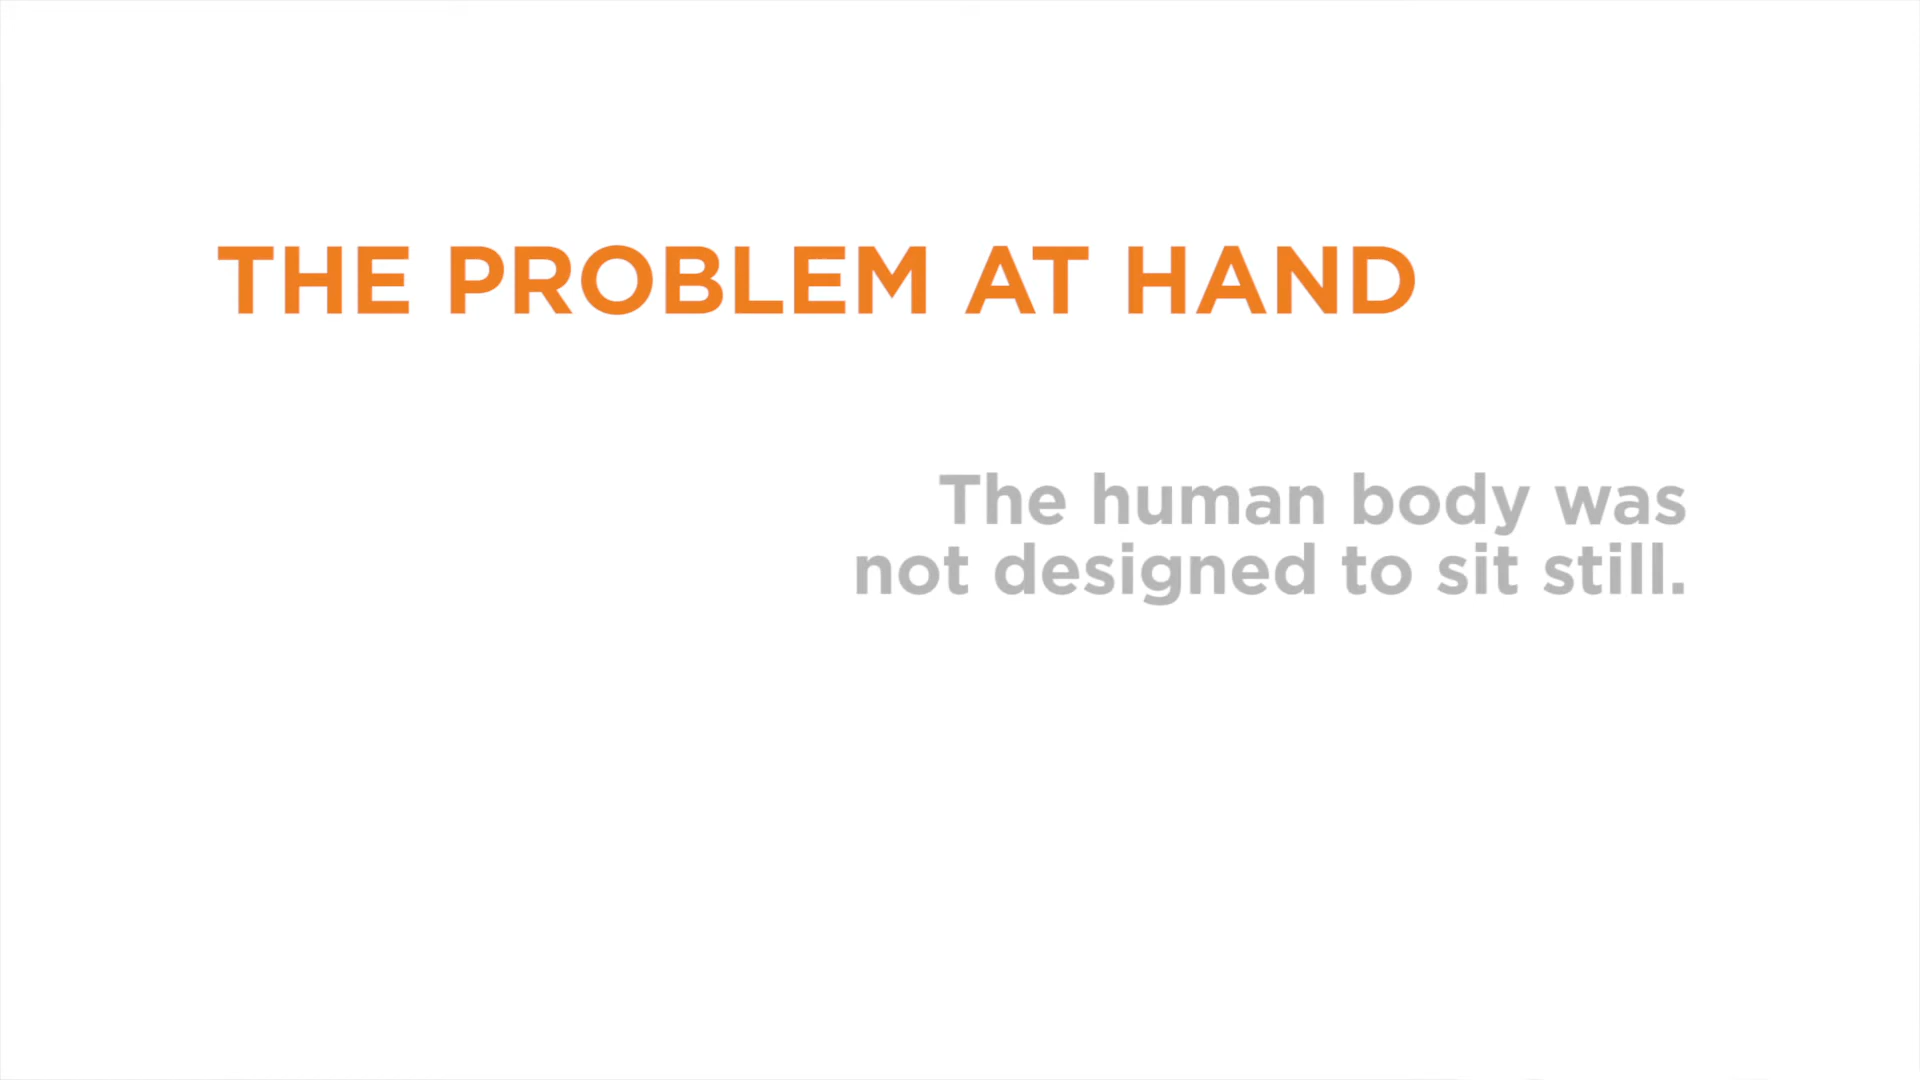 THE PROBLEM AT HAND
The human body was
not designed to sit still.